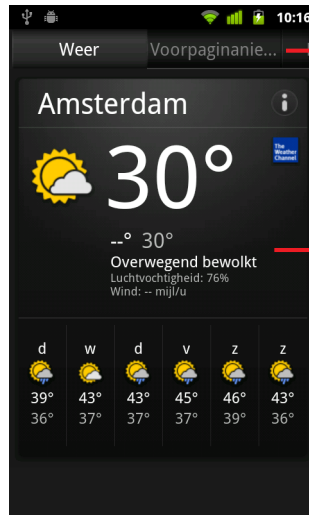 10:16
Weer Voorpaginanie...
Amsterdam
30°
The Weather Channel
--° 30°
Overwegend bewolkt
Luchtvochtigheid: 76%
Wind: -- mijl/u
d w d v z z
39° 43° 43° 45° 46° 43°
36° 37° 37° 37° 39° 36°